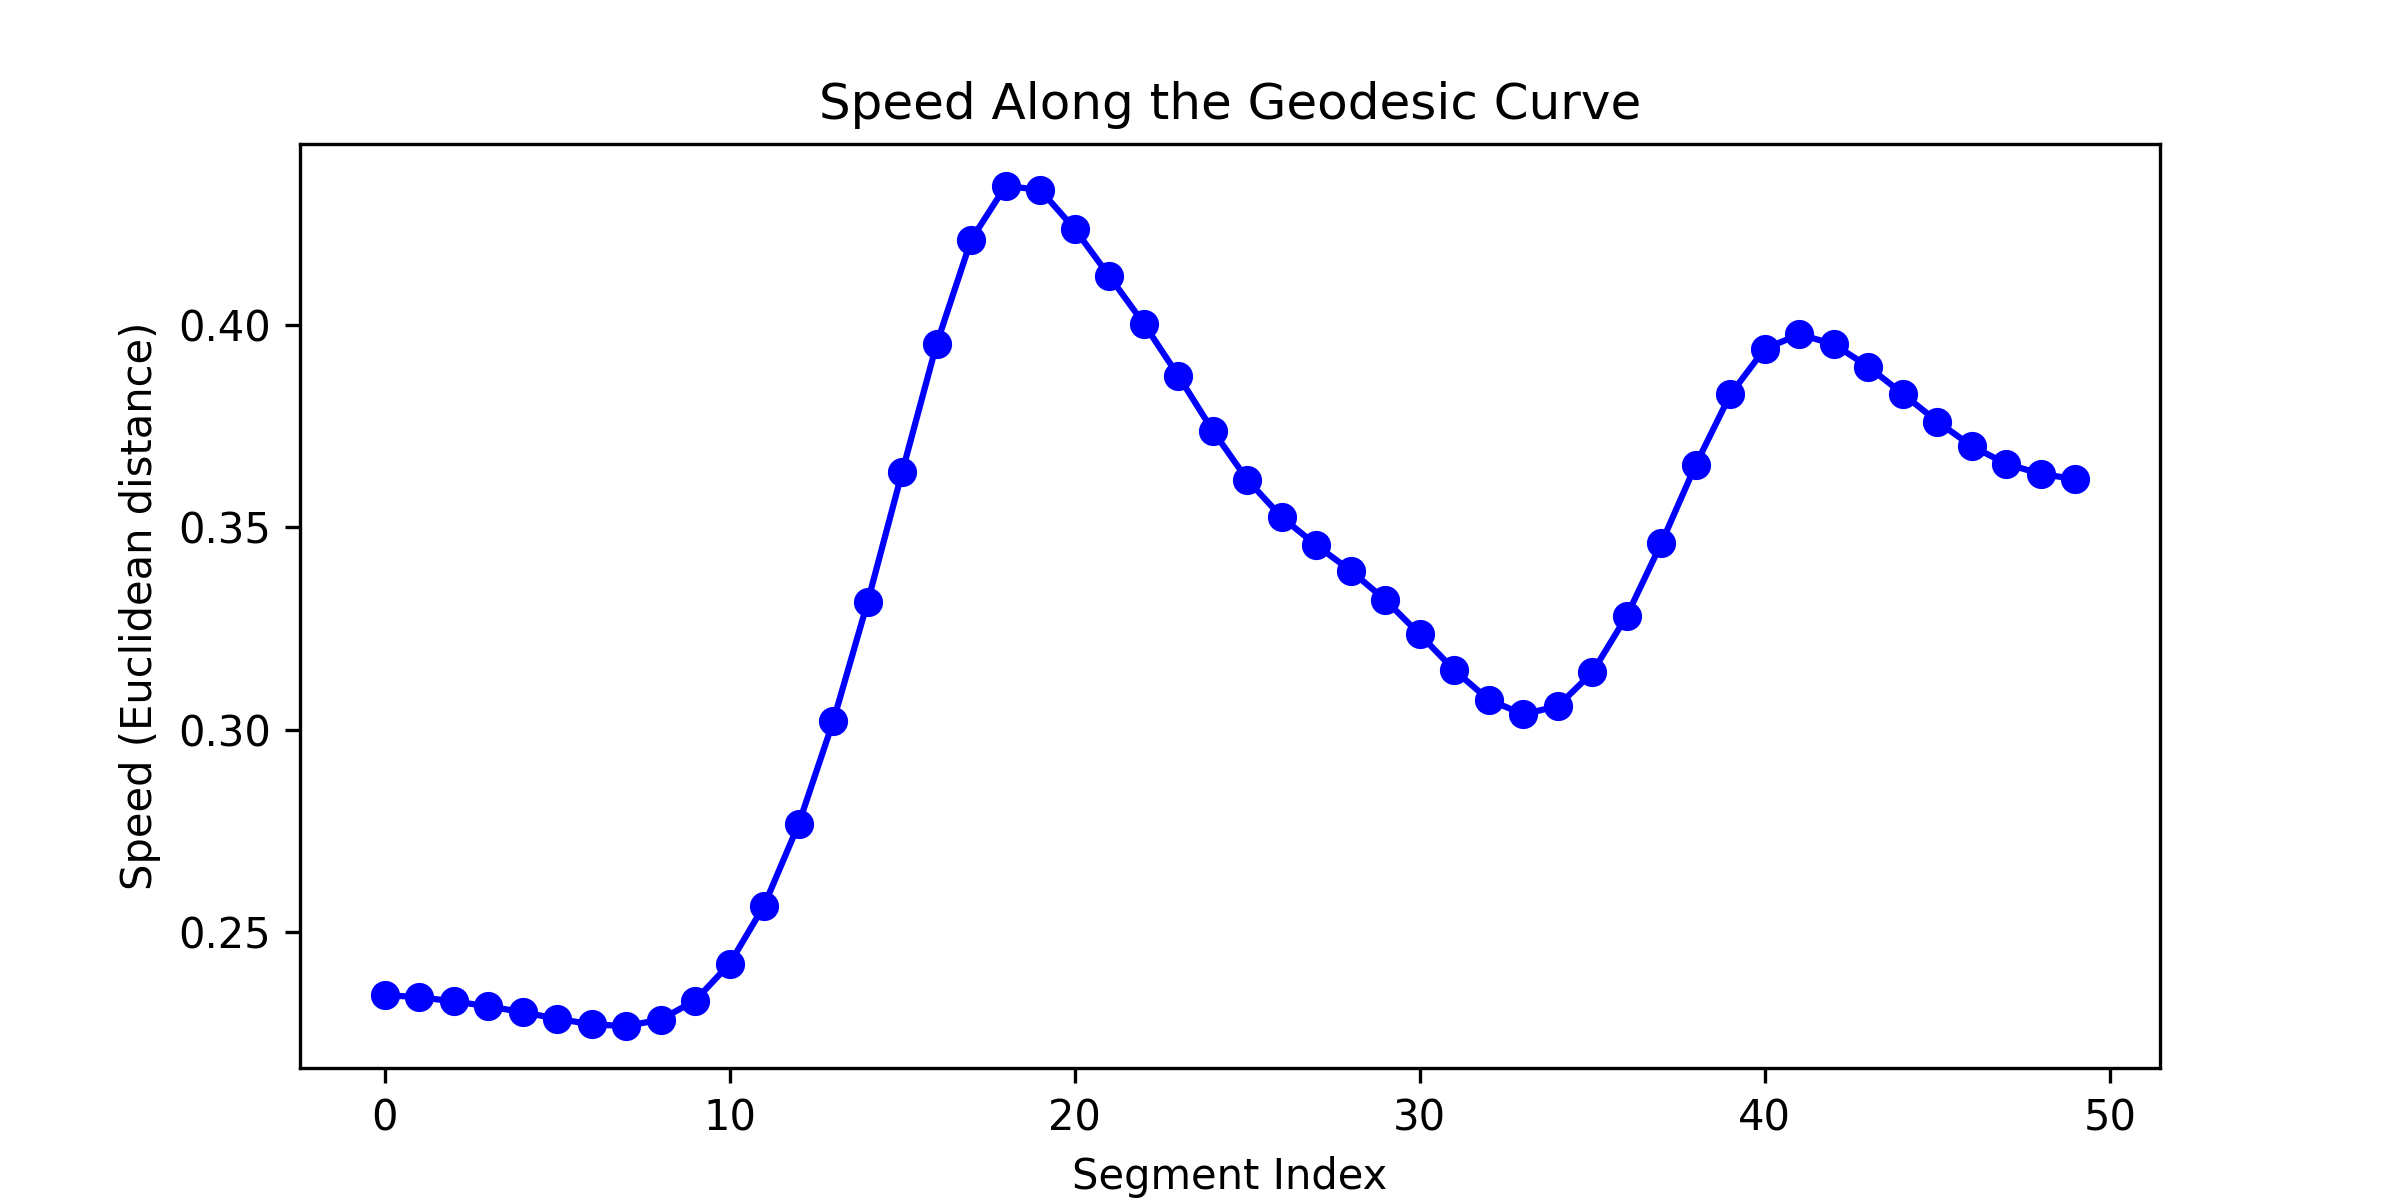 Speed Along the Geodesic Curve
Speed (Euclidean distance)
0.40
0.35
0.30
0.25
0 10 20 30 40 50
Segment Index